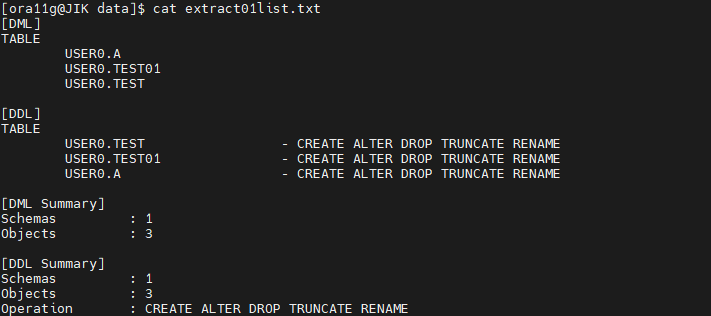 [ora11g@JIK data]$ cat extract01list.txt
[DML]
TABLE
        USER0.A
        USER0.TEST01
        USER0.TEST

[DDL]
TABLE
        USER0.TEST                 - CREATE ALTER DROP TRUNCATE RENAME
        USER0.TEST01               - CREATE ALTER DROP TRUNCATE RENAME
        USER0.A                    - CREATE ALTER DROP TRUNCATE RENAME

[DML Summary]
Schemas         : 1
Objects         : 3

[DDL Summary]
Schemas         : 1
Objects         : 3
Operation       : CREATE ALTER DROP TRUNCATE RENAME